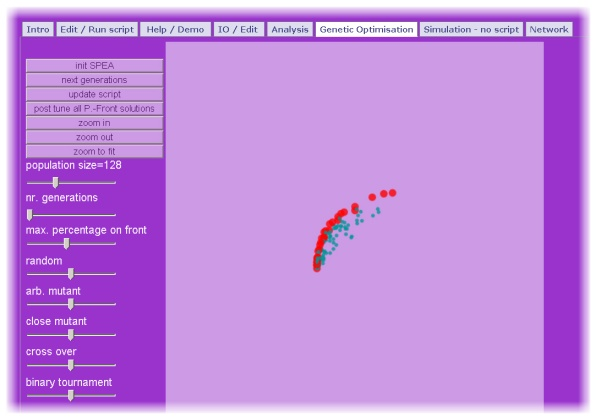 Intro Edit / Run script Help / Demo IO / Edit Analysis Genetic Optimisation Simulation - no script Network
init SPEA
next generations
update script
post tune all P.-Front solutions
zoom in
zoom out
zoom to fit
population size=128
nr. generations
max. percentage on front
random
arb. mutant
close mutant
cross over
binary tournament